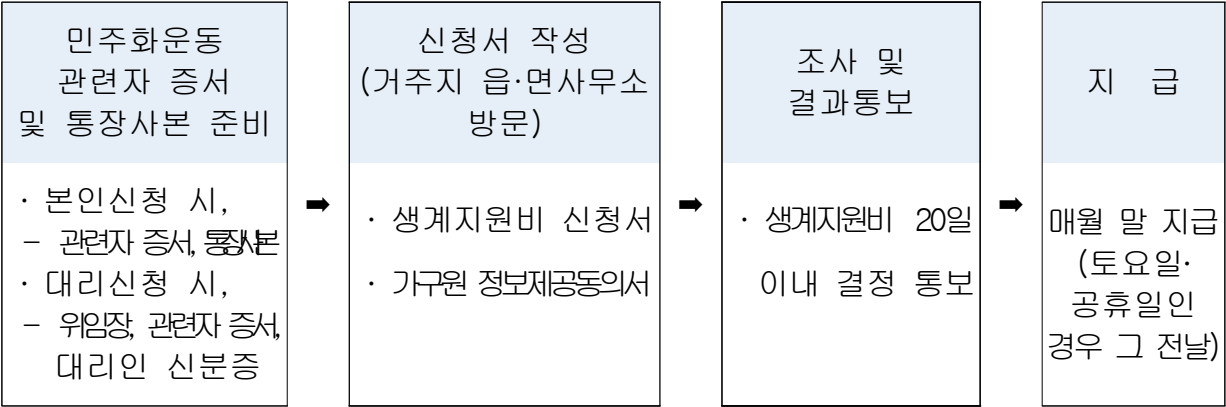 민주화운동
관련자 증서
및 통장사본 준비
· 본인신청 시,
- 관련자 증서, 통장사본
· 대리신청 시,
- 위임장, 관련자 증서,
대리인 신분증
➡
신청서 작성
(거주지 읍·면사무소
방문)
· 생계지원비 신청서
· 가구원 정보제공동의서
➡
조사 및
결과통보
· 생계지원비 20일
이내 결정 통보
➡
지 급
매월 말 지급
(토요일·
공휴일인
경우 그 전날)